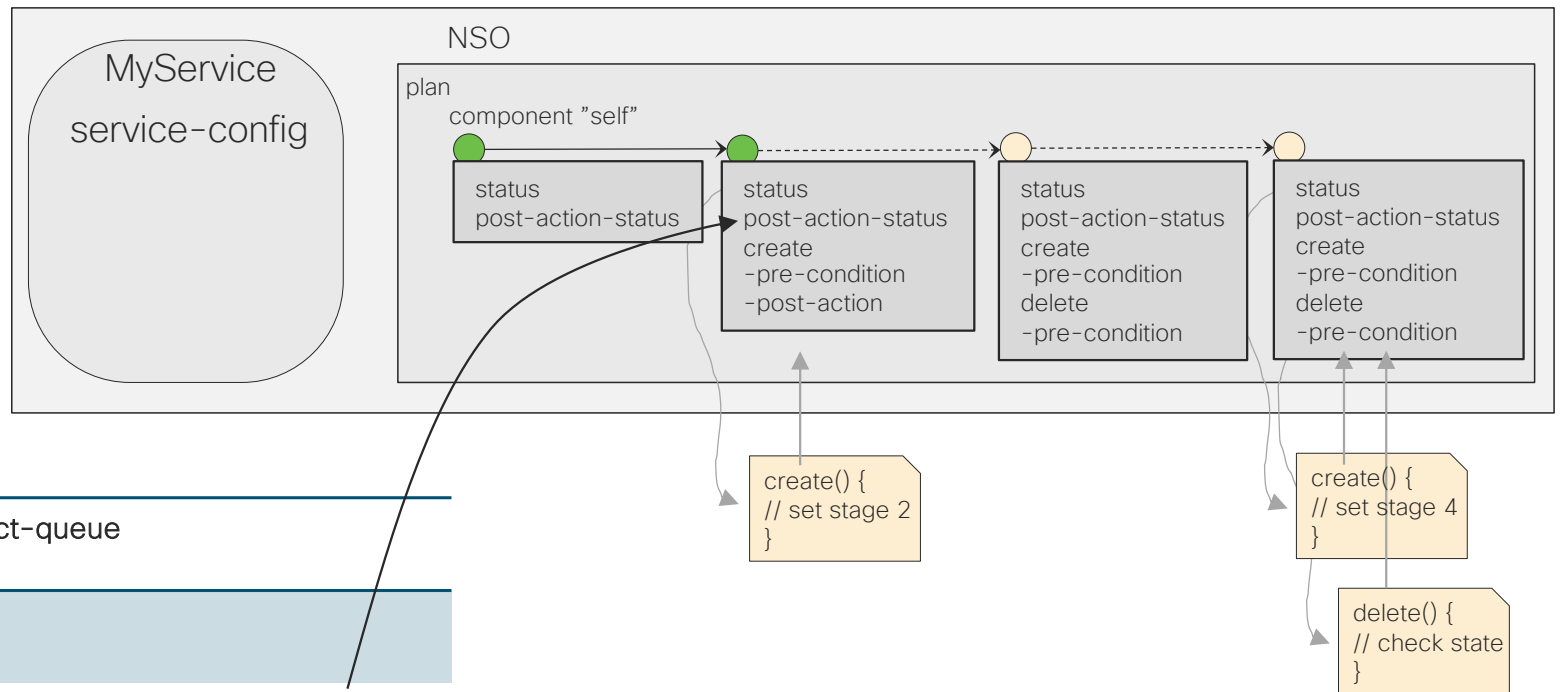 NSO
MyService
service-config
plan
component ”self”
status
post-action-status
status
post-action-status
create
-pre-condition
-post-action
status
post-action-status
create
-pre-condition
delete
-pre-condition
status
post-action-status
create
-pre-condition
delete
-pre-condition
create() {
// set stage 2
}
create() {
// set stage 4
}
delete() {
// check state
}
ct-queue